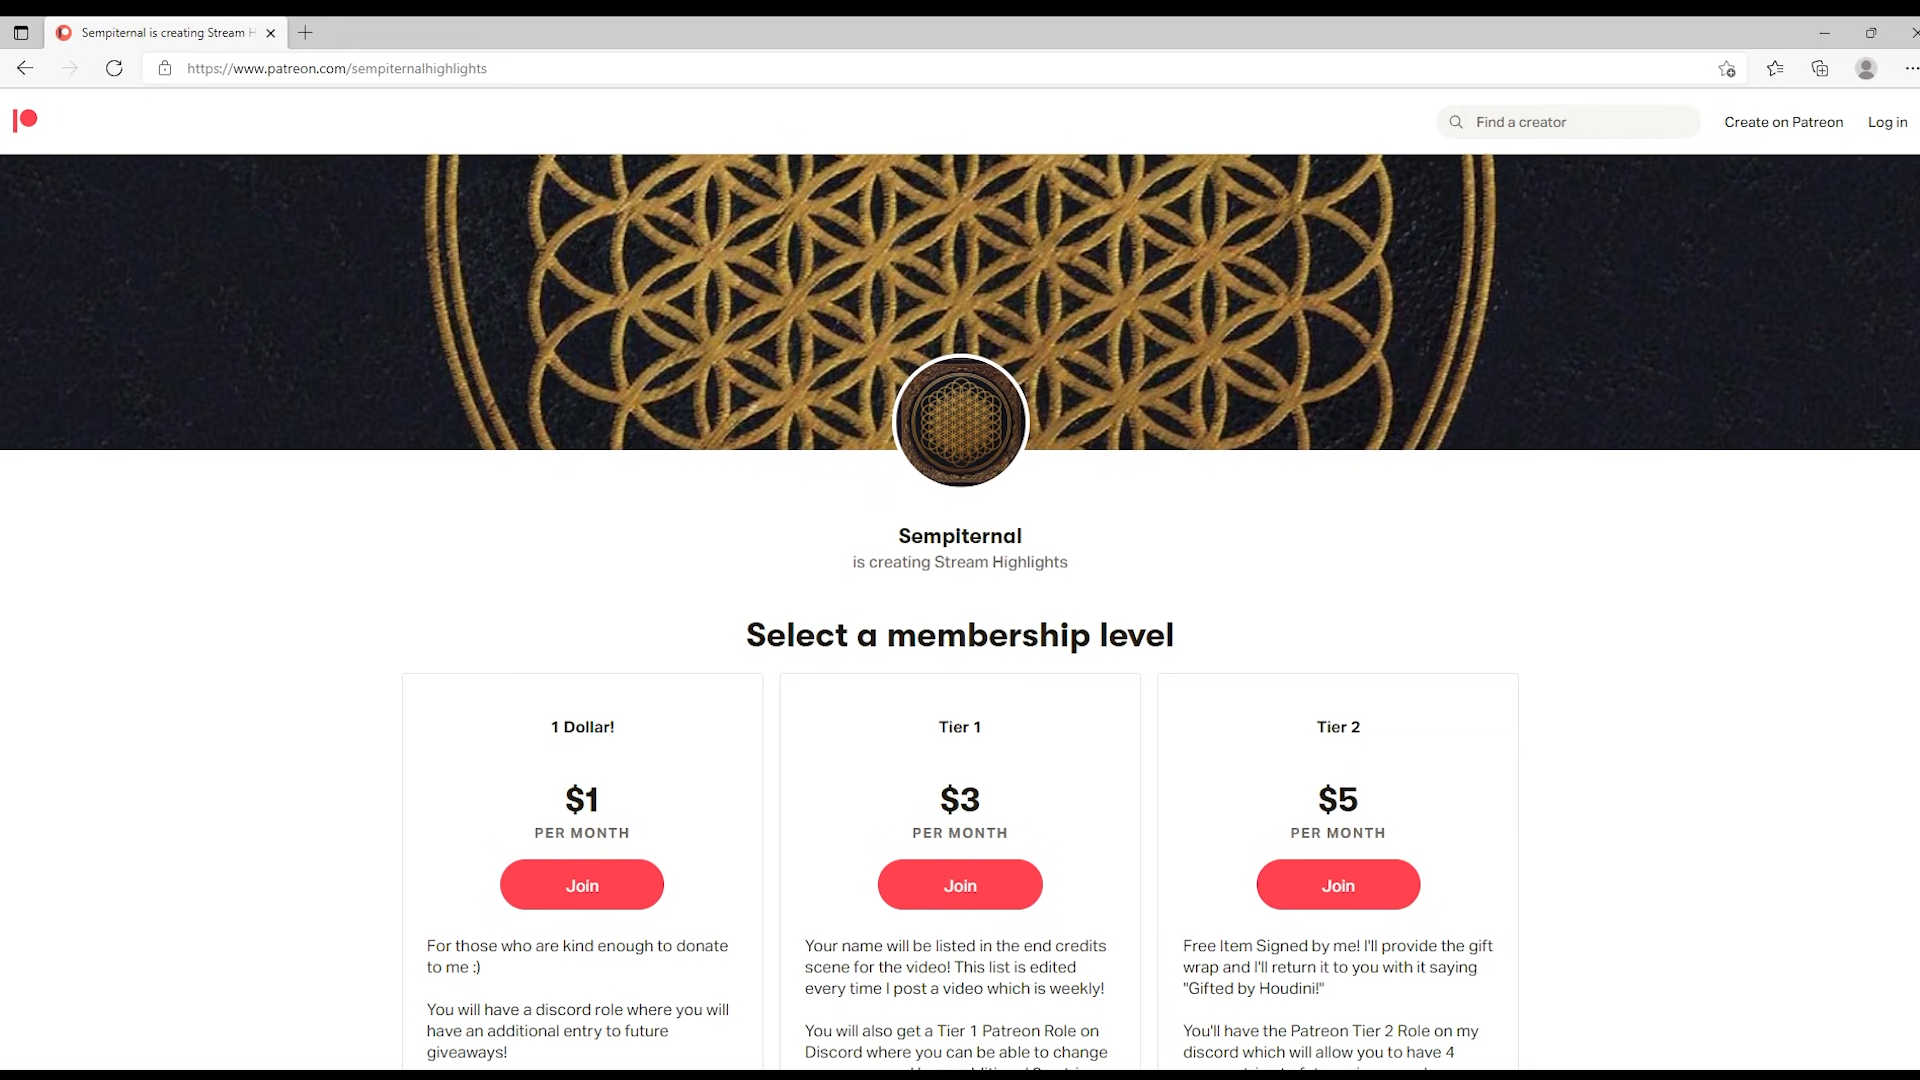 Sempiternal is creating Stream H
https://www.patreon.com/sempiternalhighlights
Find a creator
Create on Patreon
Log in
Sempiternal
is creating Stream Highlights
Select a membership level
1 Dollar!
$1
PER MONTH
Join
For those who are kind enough to donate
to me :)
You will have a discord role where you will
have an additional entry to future
giveaways!
Tier 1
$3
PER MONTH
Join
Your name will be listed in the end credits
scene for the video! This list is edited
every time I post a video which is weekly!
You will also get a Tier 1 Patreon Role on
Discord where you can be able to change
Tier 2
$5
PER MONTH
Join
Free Item Signed by me! I'll provide the gift
wrap and I'll return it to you with it saying
"Gifted by Houdini!"
You'll have the Patreon Tier 2 Role on my
discord which will allow you to have 4